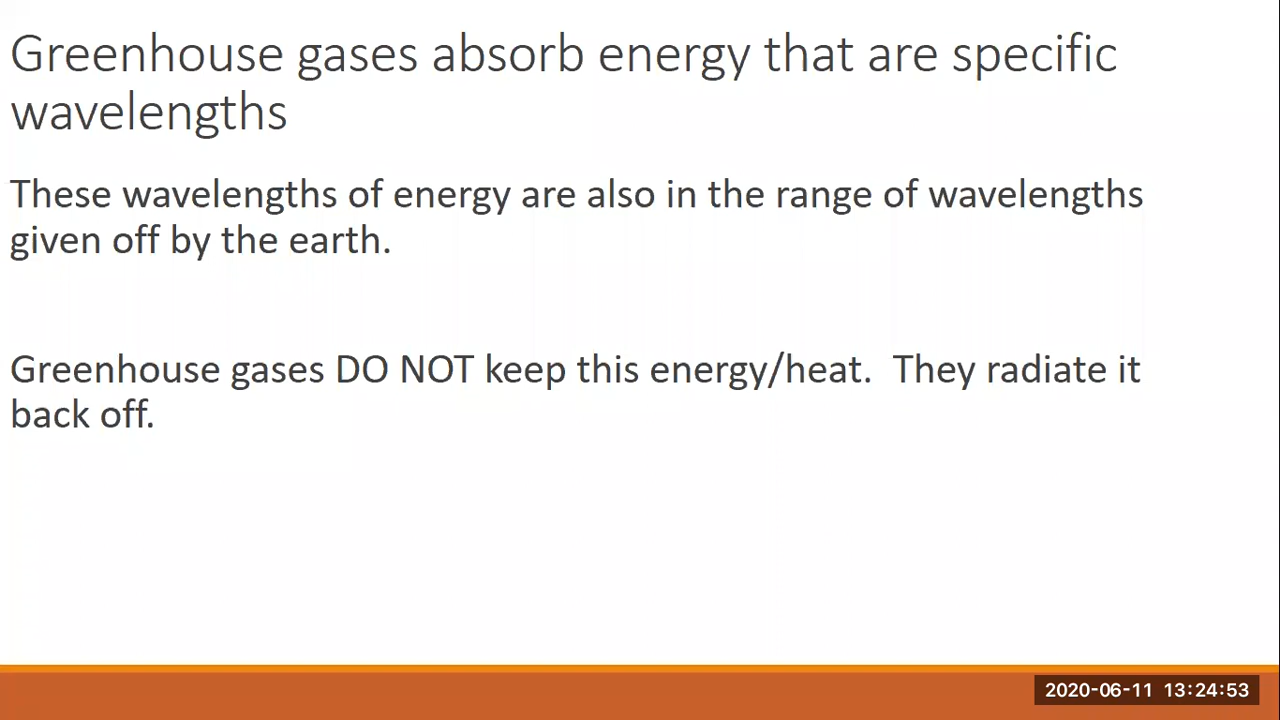 Greenhouse gases absorb energy that are specific
wavelengths
These wavelengths of energy are also in the range of wavelengths
given off by the earth.
Greenhouse gases DO NOT keep this energy/heat.  They radiate it
back off.
2020-06-11 13:24:53